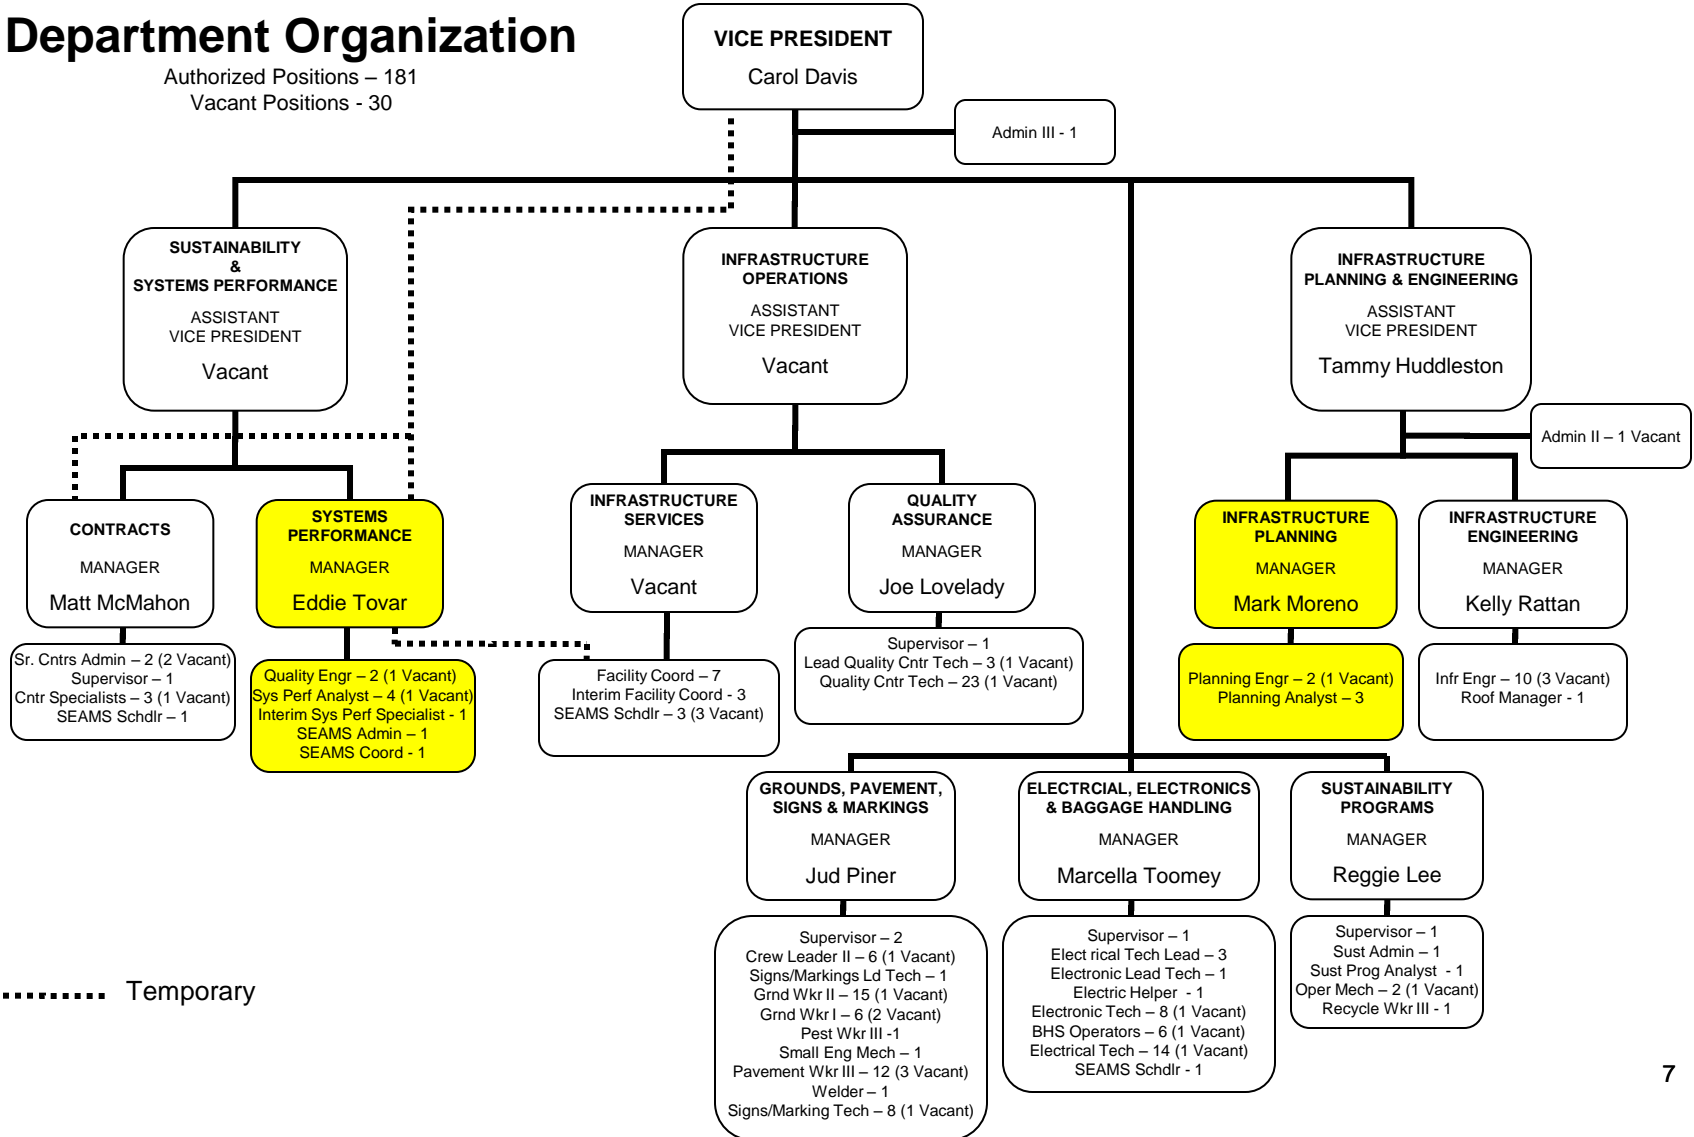 Department Organization
Authorized Positions – 181
Vacant Positions - 30
VICE PRESIDENT
Carol Davis
Admin III - 1
SUSTAINABILITY
&
SYSTEMS PERFORMANCE
ASSISTANT
VICE PRESIDENT
Vacant
INFRASTRUCTURE
OPERATIONS
ASSISTANT
VICE PRESIDENT
Vacant
INFRASTRUCTURE
PLANNING & ENGINEERING
ASSISTANT
VICE PRESIDENT
Tammy Huddleston
Admin II – 1 Vacant
CONTRACTS
MANAGER
Matt McMahon
Sr. Cntrs Admin – 2 (2 Vacant)
Supervisor – 1
Cntr Specialists – 3 (1 Vacant)
SEAMS Schdlr – 1
SYSTEMS
PERFORMANCE
MANAGER
Eddie Tovar
Quality Engr – 2 (1 Vacant)
Sys Perf Analyst – 4 (1 Vacant)
Interim Sys Perf Specialist - 1
SEAMS Admin – 1
SEAMS Coord - 1
INFRASTRUCTURE
SERVICES
MANAGER
Vacant
Facility Coord – 7
Interim Facility Coord - 3
SEAMS Schdlr – 3 (3 Vacant)
QUALITY
ASSURANCE
MANAGER
Joe Lovelady
Supervisor – 1
Lead Quality Cntr Tech – 3 (1 Vacant)
Quality Cntr Tech – 23 (1 Vacant)
INFRASTRUCTURE
PLANNING
MANAGER
Mark Moreno
Planning Engr – 2 (1 Vacant)
Planning Analyst – 3
INFRASTRUCTURE
ENGINEERING
MANAGER
Kelly Rattan
Infr Engr – 10 (3 Vacant)
Roof Manager - 1
GROUNDS, PAVEMENT,
SIGNS & MARKINGS
MANAGER
Jud Piner
Supervisor – 2
Crew Leader II – 6 (1 Vacant)
Signs/Markings Ld Tech – 1
Grnd Wkr II – 15 (1 Vacant)
Grnd Wkr I – 6 (2 Vacant)
Pest Wkr III -1
Small Eng Mech – 1
Pavement Wkr III – 12 (3 Vacant)
Welder – 1
Signs/Marking Tech – 8 (1 Vacant)
ELECTRCIAL, ELECTRONICS
& BAGGAGE HANDLING
MANAGER
Marcella Toomey
Supervisor – 1
Elect rical Tech Lead – 3
Electronic Lead Tech – 1
Electric Helper - 1
Electronic Tech – 8 (1 Vacant)
BHS Operators – 6 (1 Vacant)
Electrical Tech – 14 (1 Vacant)
SEAMS Schdlr - 1
SUSTAINABILITY
PROGRAMS
MANAGER
Reggie Lee
Supervisor – 1
Sust Admin – 1
Sust Prog Analyst - 1
Oper Mech – 2 (1 Vacant)
Recycle Wkr III - 1
Temporary
7